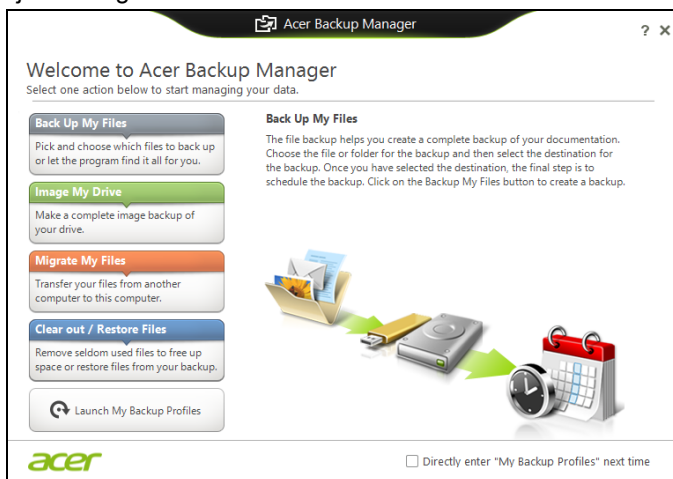 Acer Backup Manager
? X
Welcome to Acer Backup Manager
Select one action below to start managing your data.
Back Up My Files
Pick and choose which files to back up
or let the program find it all for you.
Image My Drive
Make a complete image backup of
your drive.
Migrate My Files
Transfer your files from another
computer to this computer.
Clear out / Restore Files
Remove seldom used files to free up
space or restore files from your backup.
Launch My Backup Profiles
Back Up My Files
The file backup helps you create a complete backup of your documentation.
Choose the file or folder for the backup and then select the destination for
the backup. Once you have selected the destination, the final step is to
schedule the backup. Click on the Backup My Files button to create a backup.
acer
Directly enter "My Backup Profiles" next time